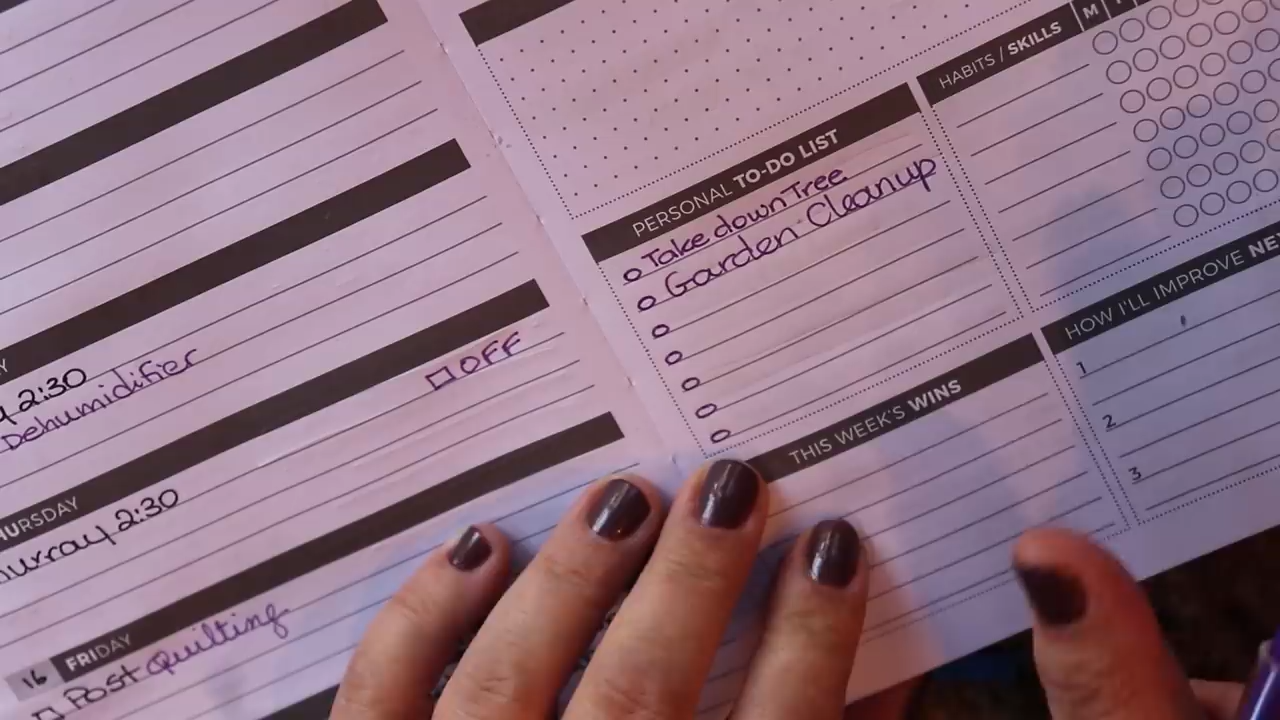 2:30
Dehumidifier
OFF
HURSDAY
urray 2:30
16 FRIDAY
Post Quilting
PERSONAL TO-DO LIST
Take down Tree
Garden Cleanup
HABITS / SKILLS
M
THIS WEEK'S WINS
HOW I'LL IMPROVE NE
1
2
3